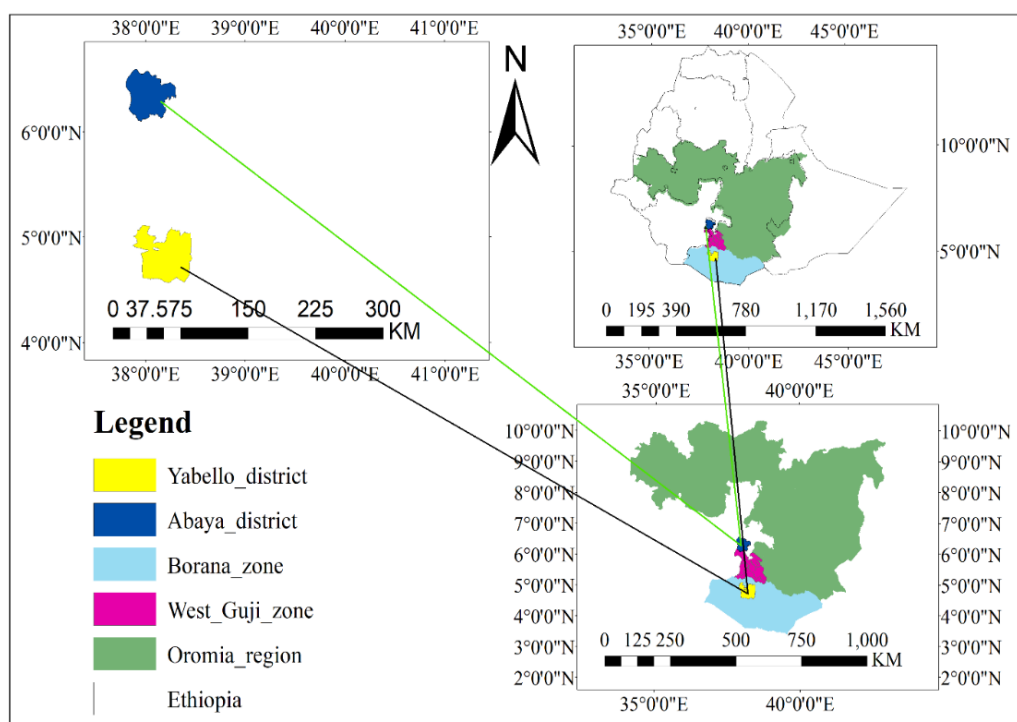 38°0'0"E 39°0'0"E 40°0'0"E 41°0'0"E
6°0'0"N
5°0'0"N
4°0'0"N
0 37.575 150 225 300
KM
38°0'0"E 39°0'0"E 40°0'0"E 41°0'0"E
N
35°0'0"E 40°0'0"E 45°0'0"E
10°0'0"N
5°0'0"N
0 195 390 780 1,170 1,560
KM
35°0'0"E 40°0'0"E 45°0'0"E
Legend
Yabello_district
Abaya_district
Borana_zone
West_Guji_zone
Oromia_region
Ethiopia
35°0'0"E 40°0'0"E
10°0'0"N 10°0'0"N
9°0'0"N 9°0'0"N
8°0'0"N 8°0'0"N
7°0'0"N 7°0'0"N
6°0'0"N 6°0'0"N
5°0'0"N 5°0'0"N
4°0'0"N 4°0'0"N
3°0'0"N 3°0'0"N
2°0'0"N 2°0'0"N
0 125 250 500 750 1,000
KM
35°0'0"E 40°0'0"E